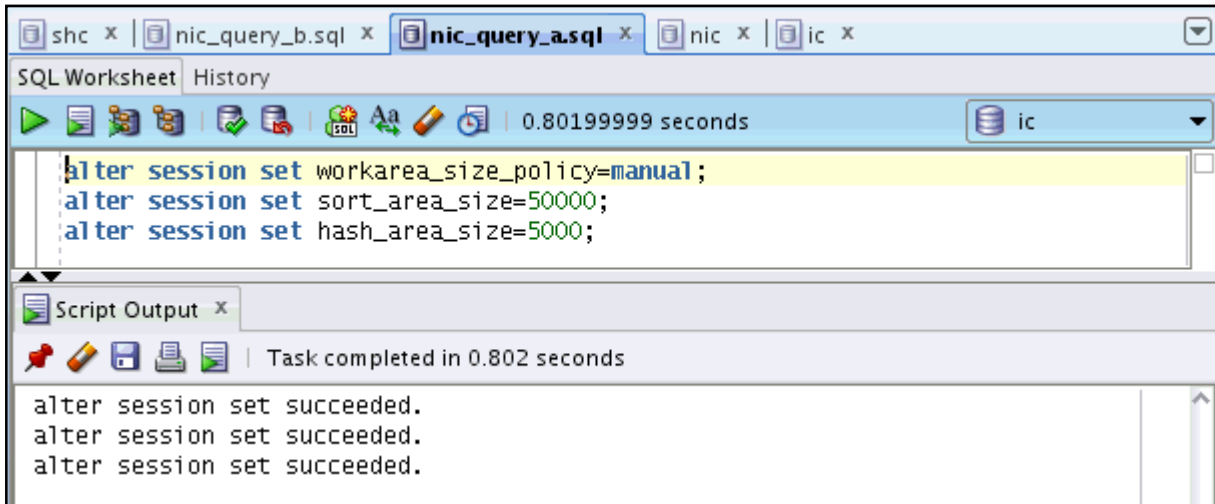 shc x nic_query_b.sql x nic_query_a.sql x nic x ic x
SQL Worksheet History
SQL Aa 0.80199999 seconds ic
alter session set workarea_size_policy=manual;
alter session set sort_area_size=50000;
alter session set hash_area_size=5000;
Script Output x
Task completed in 0.802 seconds
alter session set succeeded.
alter session set succeeded.
alter session set succeeded.